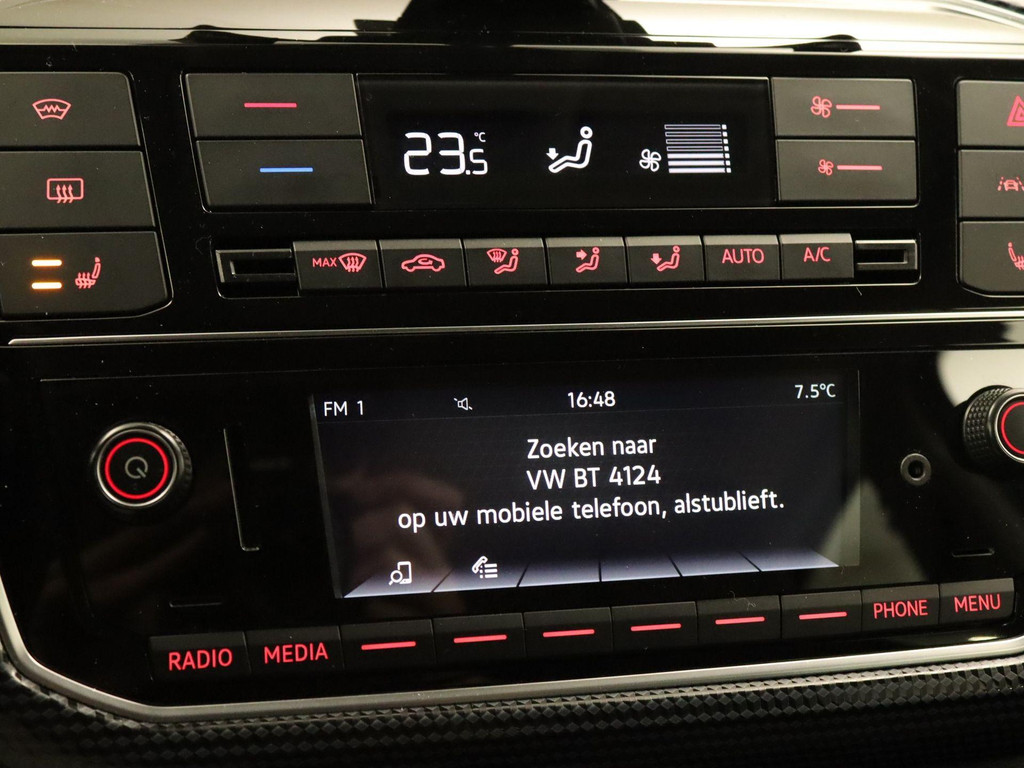 23.5 °C
MAX
AUTO
A/C
FM 1
16:48
7.5°C
Zoeken naar
VW BT 4124
op uw mobiele telefoon, alstublieft.
RADIO
MEDIA
PHONE
MENU